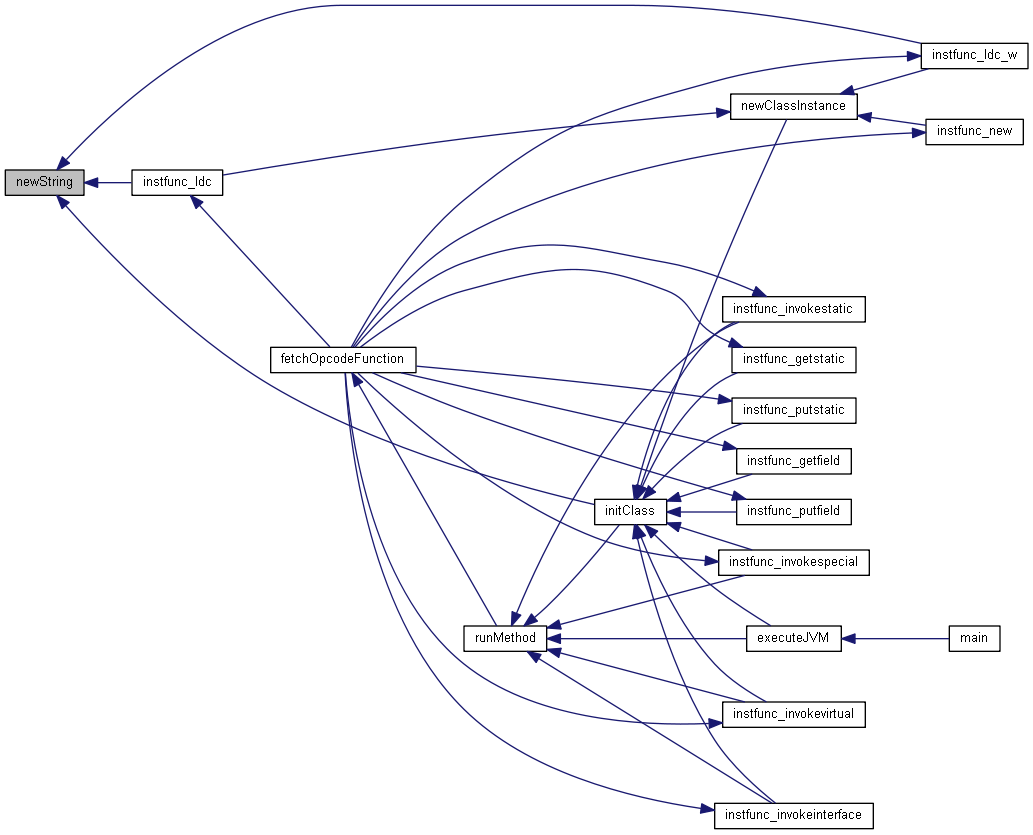 instfunc_ldc_w
newClassInstance
instfunc_new
newString
instfunc_ldc
instfunc_invokestatic
fetchOpcodeFunction
instfunc_getstatic
instfunc_putstatic
instfunc_getfield
initClass
instfunc_putfield
instfunc_invokespecial
runMethod
executeJVM
main
instfunc_invokevirtual
instfunc_invokeinterface